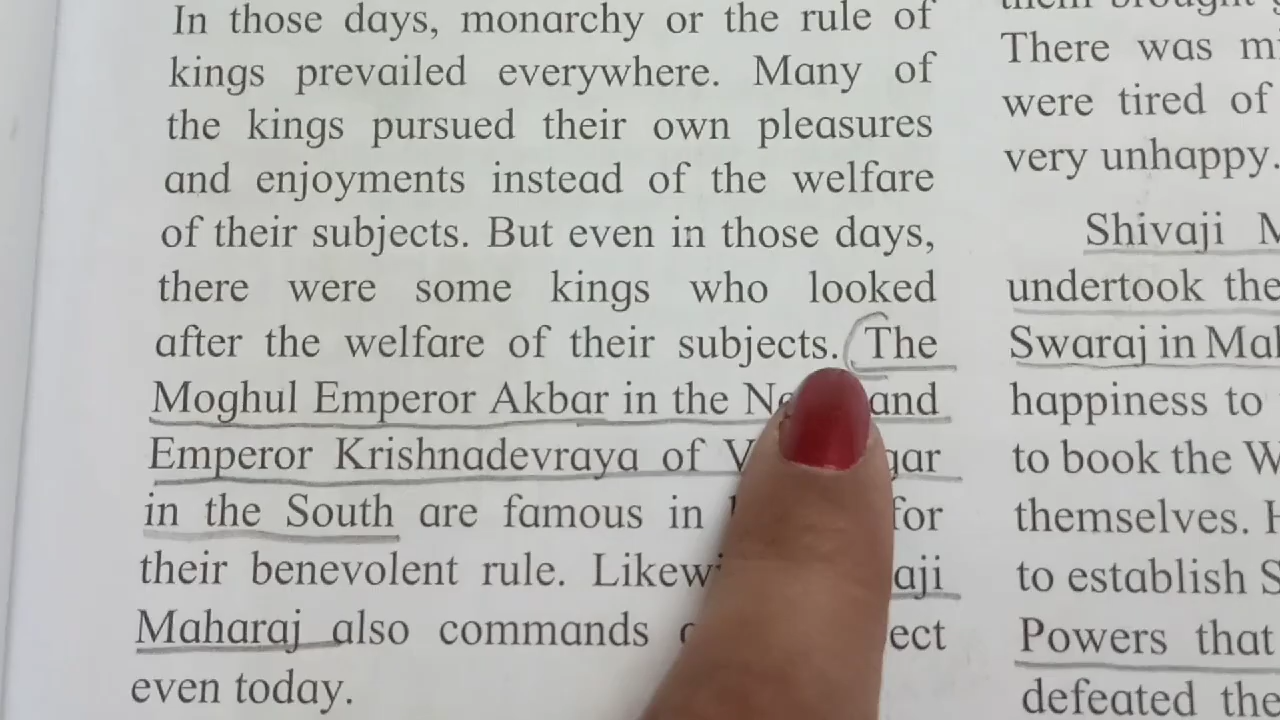 In those days, monarchy or the rule of
kings prevailed everywhere. Many of
the kings pursued their own pleasures
and enjoyments instead of the welfare
of their subjects. But even in those days,
there were some kings who looked
after the welfare of their subjects. The
Moghul Emperor Akbar in the and
Emperor Krishnadevraya of
in the South are famous in for
their benevolent rule.
Maharaj also commands
even today.
There was
were tired of
very unhappy.
Shivaji
undertook the
Swaraj in
happiness to
to book the
themselves.
to establish
Powers that
defeated the